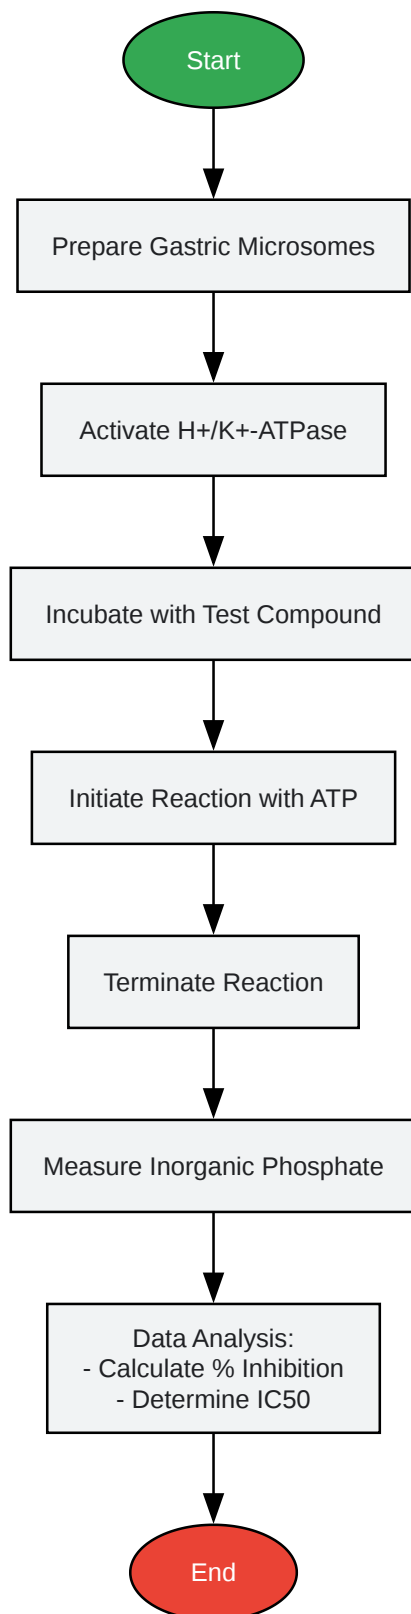 Start
Prepare Gastric Microsomes
Activate H+/K+-ATPase
Incubate with Test Compound
Initiate Reaction with ATP
Terminate Reaction
Measure Inorganic Phosphate
Data Analysis:
- Calculate % Inhibition
- Determine IC50
End